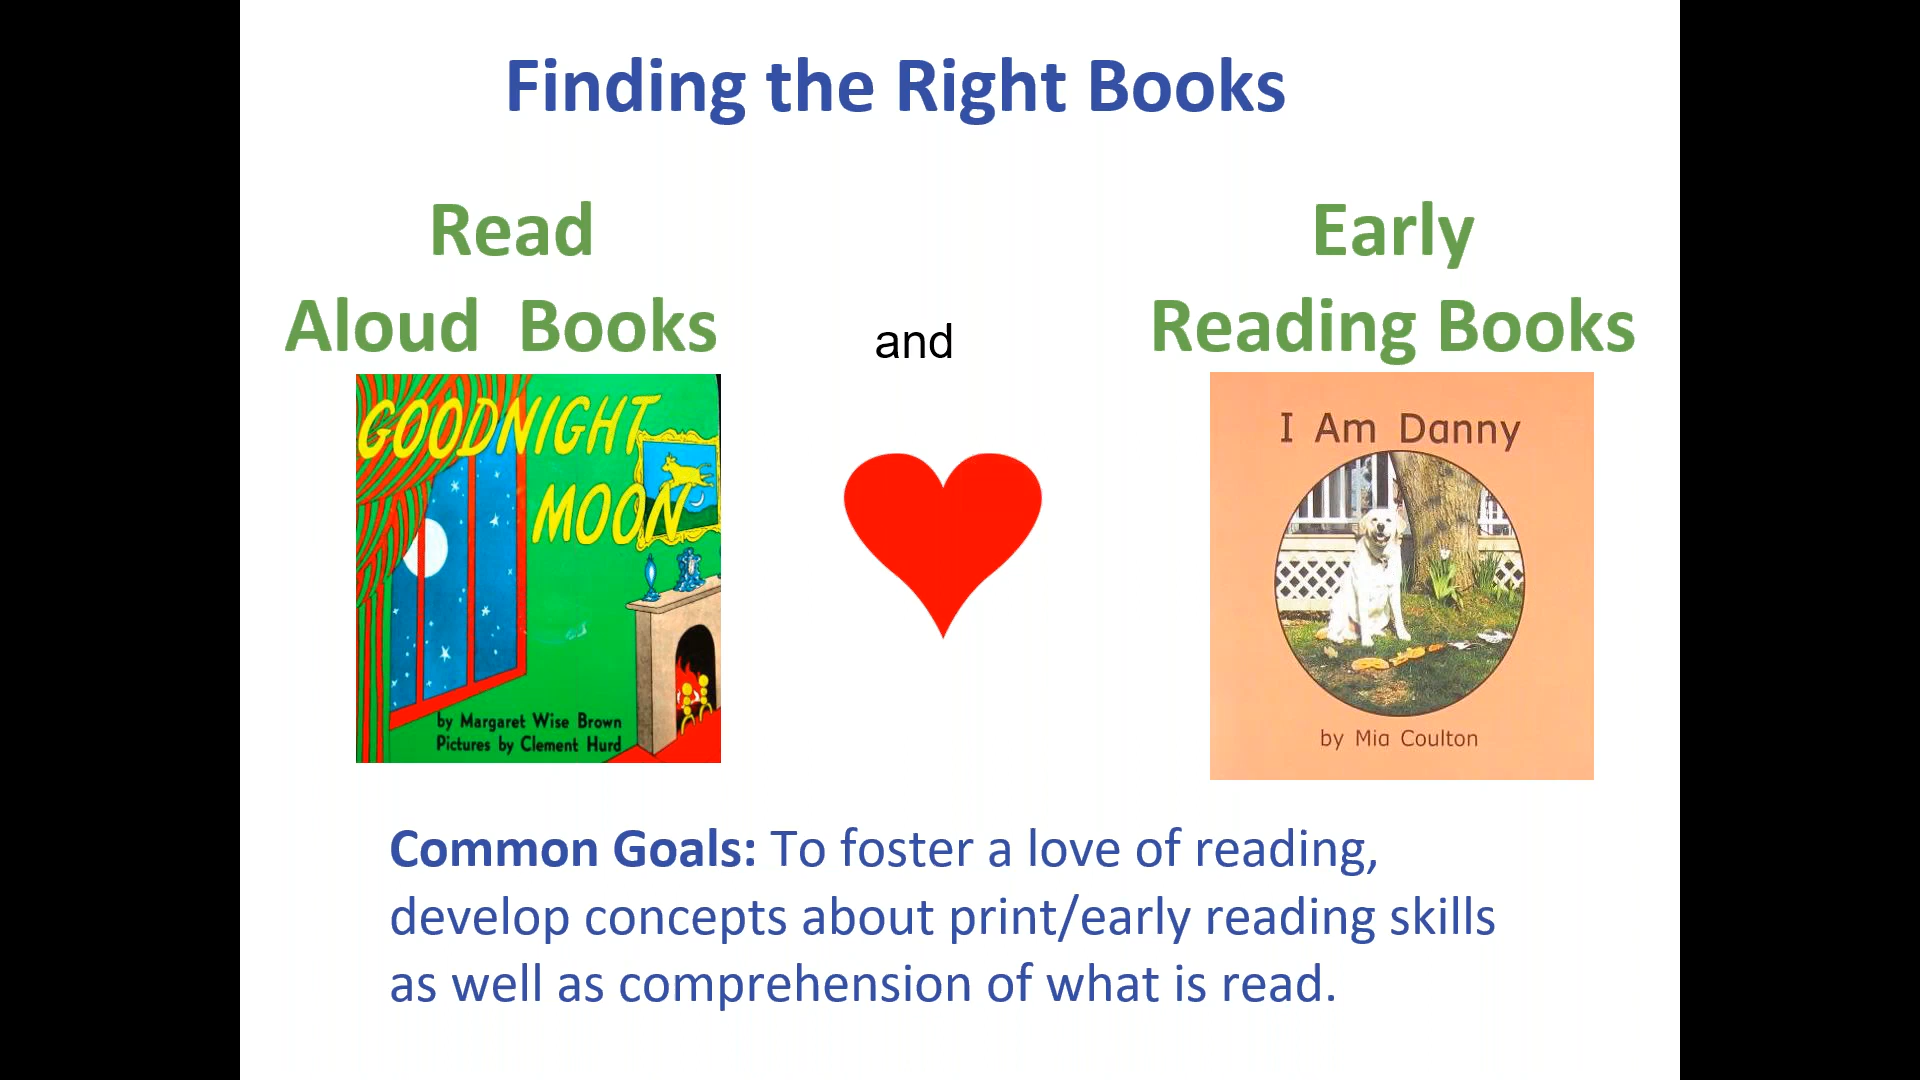 Finding the Right Books
Read
Aloud Books
and
Early
Reading Books
GOODNIGHT
MOON
by Margaret Wise Brown
Pictures by Clement Hurd
I Am Danny
by Mia Coulton
Common Goals: To foster a love of reading,
develop concepts about print/early reading skills
as well as comprehension of what is read.